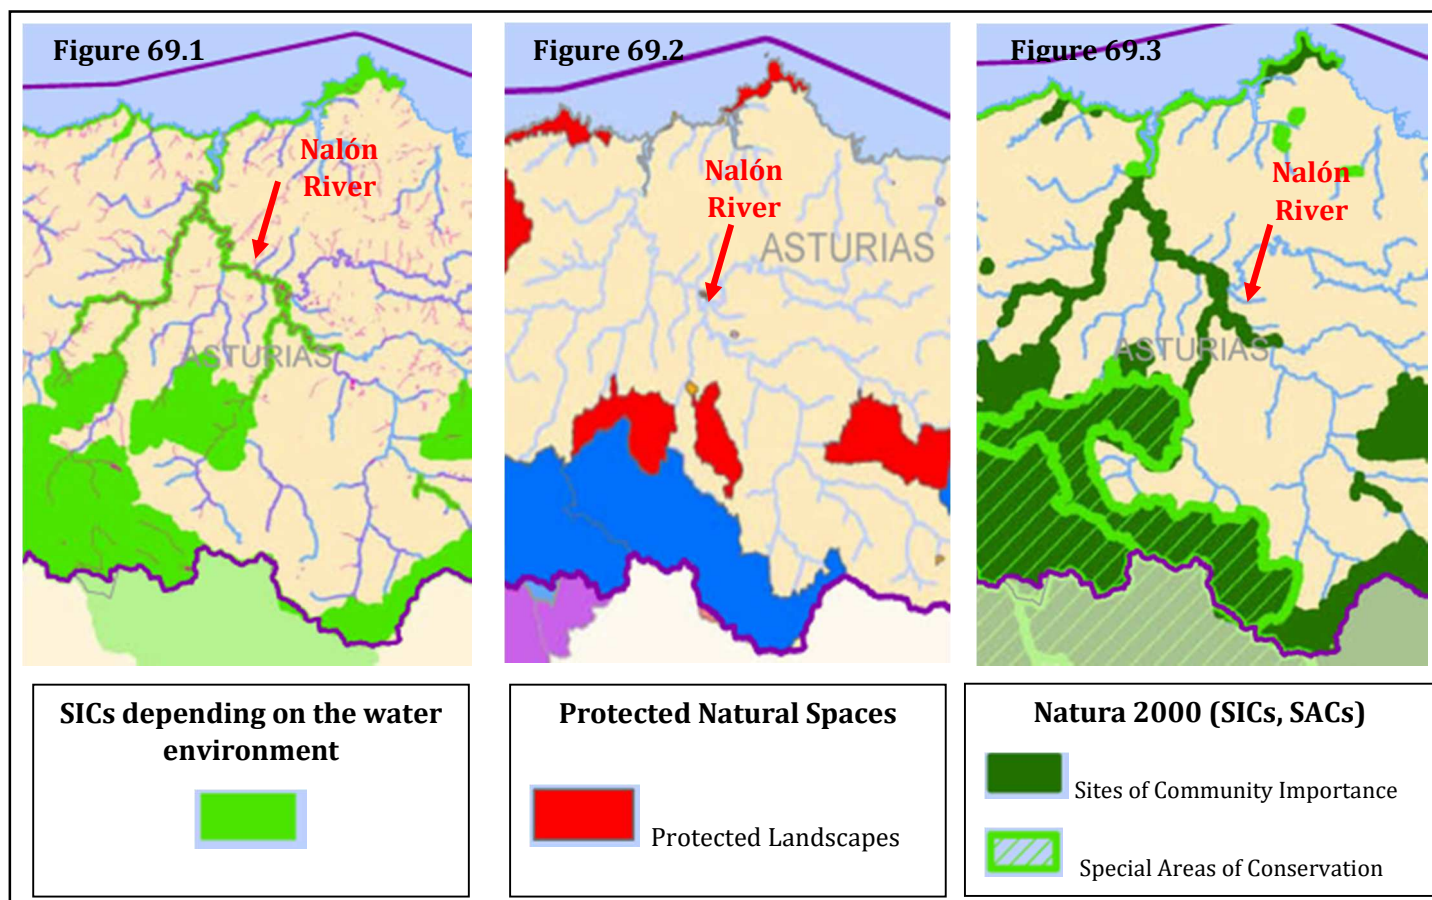 Figure 69.1
Nalón
River
ASTURIAS
SICs depending on the water
environment
Figure 69.2
Nalón
River
ASTURIAS
Protected Natural Spaces
Protected Landscapes
Figure 69.3
Nalón
River
ASTURIAS
Natura 2000 (SICs, SACs)
Sites of Community Importance
Special Areas of Conservation